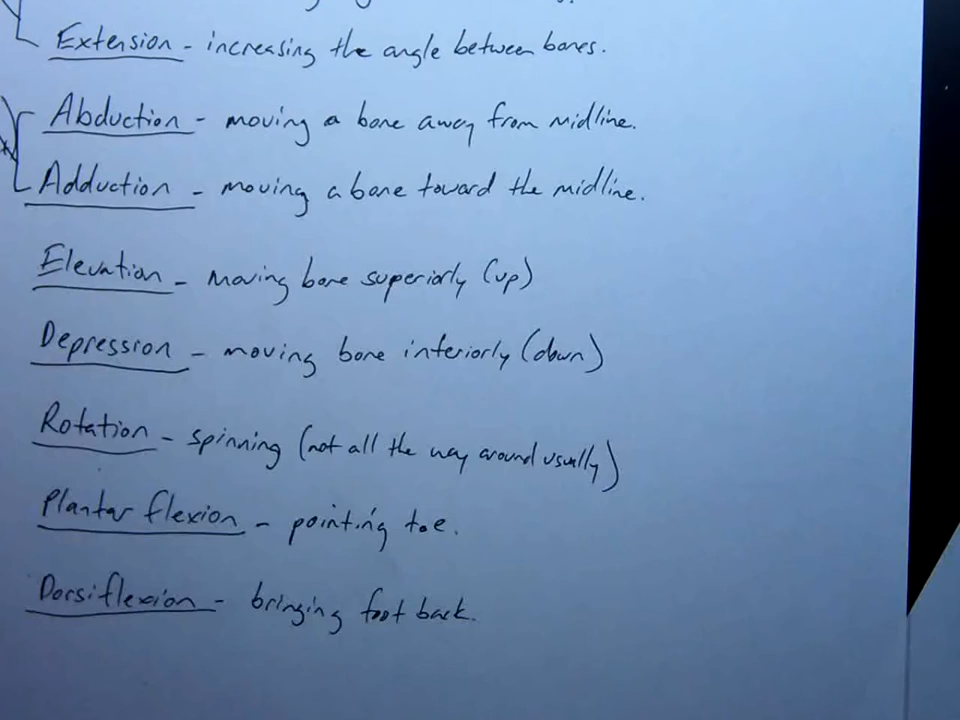 Extension - increasing the angle between bones.
Abduction - moving a bone away from midline.
Adduction - moving a bone toward the midline.
Elevation - moving bone superiorly (up)
Depression - moving bone inferiorly (down)
Rotation - spinning (not all the way around usually)
Plantar flexion - pointing toe.
Dorsiflexion - bringing foot back.